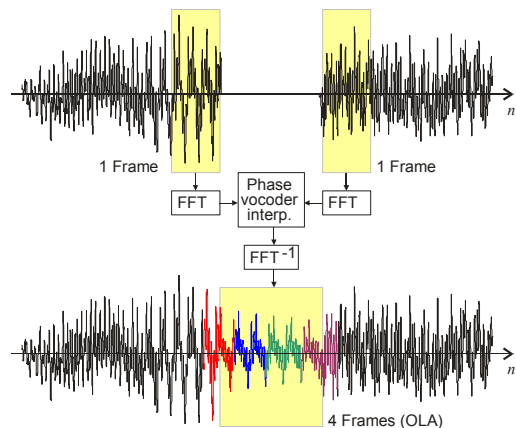 n
1 Frame
1 Frame
FFT
Phase
vocoder
interp.
FFT
FFT-1
n
4 Frames (OLA)